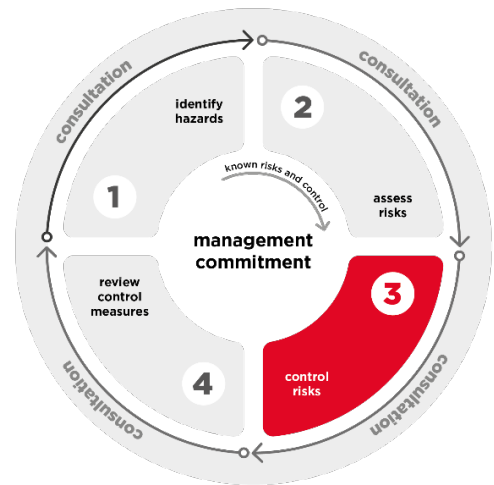 consultation
consultation
identify
hazards
2
known risks and control
1
assess
risks
management
commitment
review
control
measures
3
4
control
risks
consultation
consultation